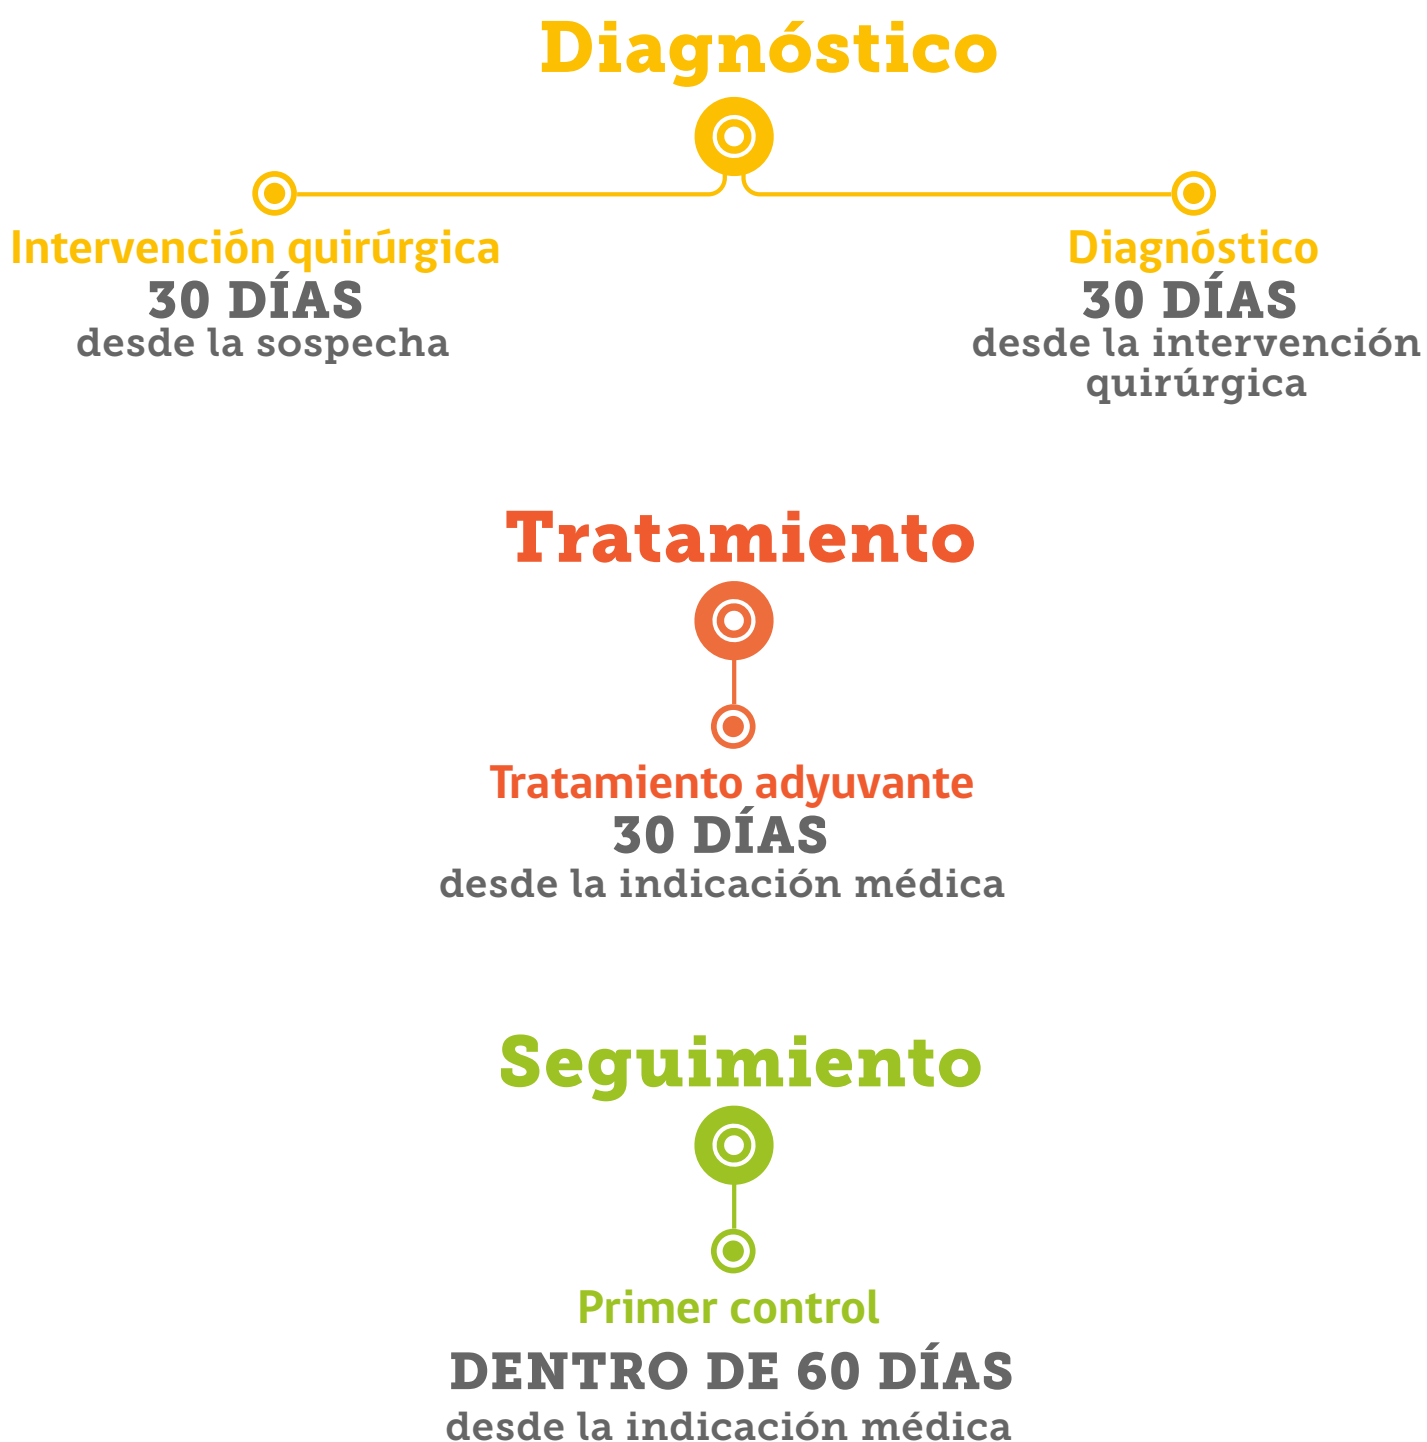 Diagnóstico
Intervención quirúrgica
30 DÍAS
desde la sospecha
Diagnóstico
30 DÍAS
desde la intervención
quirúrgica
Tratamiento
Tratamiento adyuvante
30 DÍAS
desde la indicación médica
Seguimiento
Primer control
DENTRO DE 60 DÍAS
desde la indicación médica